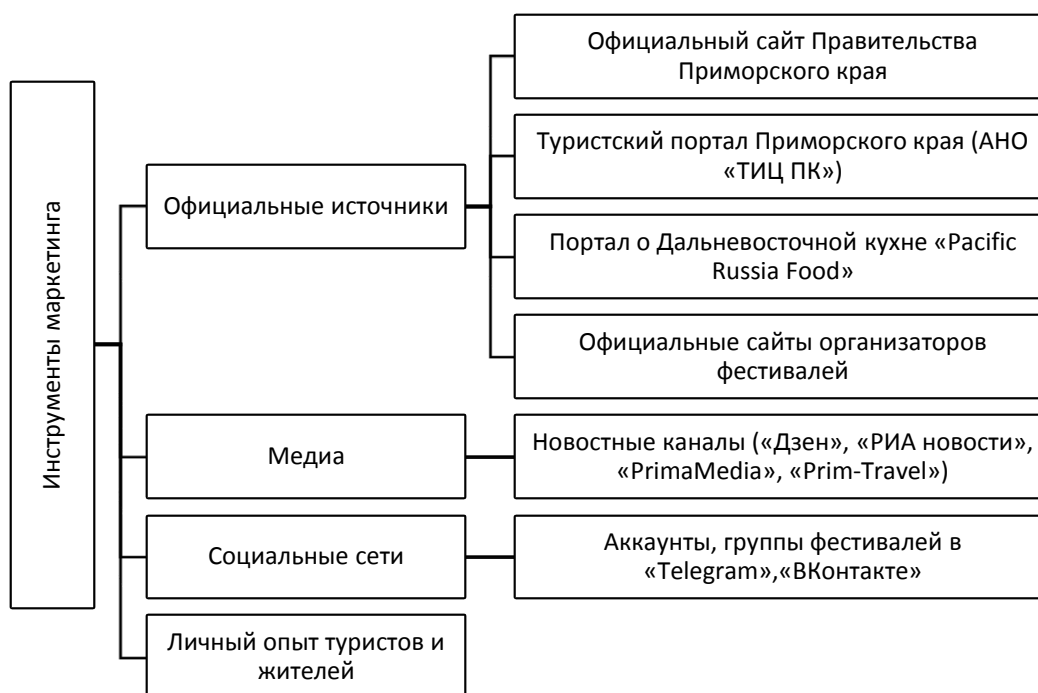 Инструменты маркетинга
Официальные источники
Официальный сайт Правительства
Приморского края
Туристский портал Приморского края (АНО
«ТИЦ ПК»)
Портал о Дальневосточной кухне «Pacific
Russia Food»
Официальные сайты организаторов
фестивалей
Медиа
Новостные каналы («Дзен», «РИА новости»,
«PrimaMedia», «Prim-Travel»)
Социальные сети
Аккаунты, группы фестивалей в
«Telegram»,«ВКонтакте»
Личный опыт туристов и
жителей